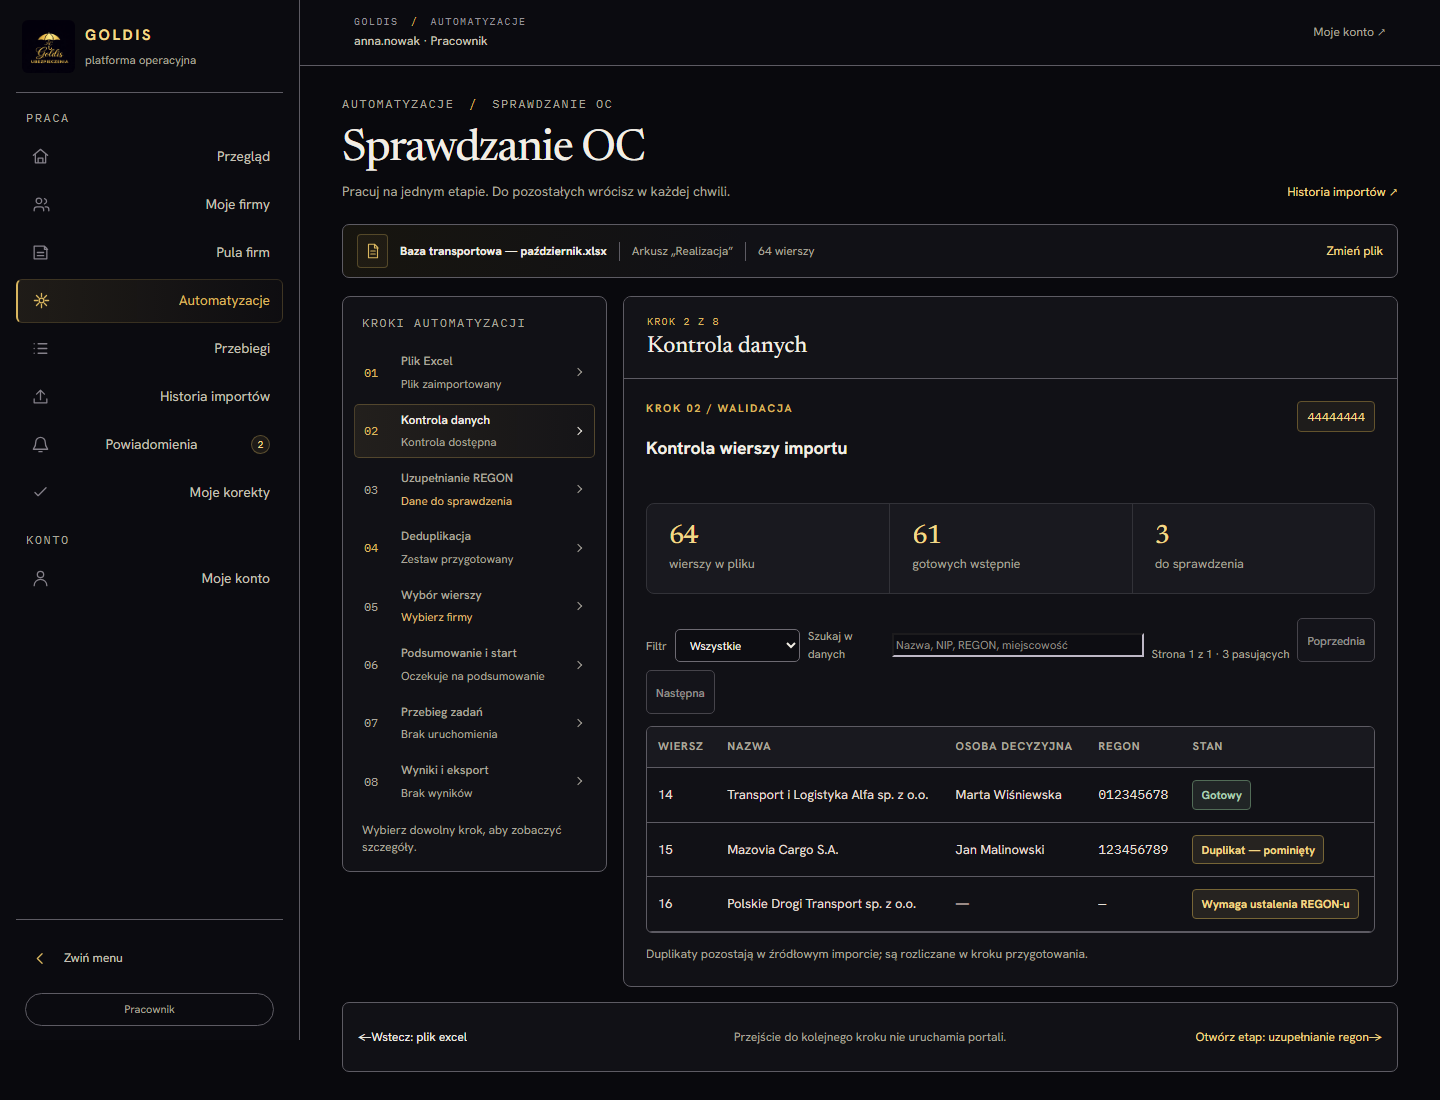 Goldis
UBEZPIECZENIA
GOLDIS
platforma operacyjna
PRACA
Przegląd
Moje firmy
Pula firm
Automatyzacje
Przebiegi
Historia importów
Powiadomienia 2
Moje korekty
KONTO
Moje konto
Zwiń menu
Pracownik
GOLDIS / AUTOMATYZACJE
anna.nowak · Pracownik
Moje konto ↗
AUTOMATYZACJE / SPRAWDZANIE OC
Sprawdzanie OC
Pracuj na jednym etapie. Do pozostałych wrócisz w każdej chwili.
Historia importów ↗
Baza transportowa — październik.xlsx
Arkusz „Realizacja”
64 wierszy
Zmień plik
KROKI AUTOMATYZACJI
01 Plik Excel
Plik zaimportowany
02 Kontrola danych
Kontrola dostępna
03 Uzupełnianie REGON
Dane do sprawdzenia
04 Deduplikacja
Zestaw przygotowany
05 Wybór wierszy
Wybierz firmy
06 Podsumowanie i start
Oczekuje na podsumowanie
07 Przebieg zadań
Brak uruchomienia
08 Wyniki i eksport
Brak wyników
Wybierz dowolny krok, aby zobaczyć
szczegóły.
KROK 2 Z 8
Kontrola danych
KROK 02 / WALIDACJA
44444444
Kontrola wierszy importu
64
wierszy w pliku
61
gotowych wstępnie
3
do sprawdzenia
Filtr
Wszystkie
Szukaj w
danych
Nazwa, NIP, REGON, miejscowość
Strona 1 z 1 · 3 pasujących
Poprzednia
Następna
WIERSZ NAZWA OSOBA DECYZYJNA REGON STAN
14 Transport i Logistyka Alfa sp. z o.o. Marta Wiśniewska 012345678 Gotowy
15 Mazovia Cargo S.A. Jan Malinowski 123456789 Duplikat — pominięty
16 Polskie Drogi Transport sp. z o.o. — — Wymaga ustalenia REGON-u
Duplikaty pozostają w źródłowym imporcie; są rozliczane w kroku przygotowania.
←Wstecz: plik excel
Przejście do kolejnego kroku nie uruchamia portali.
Otwórz etap: uzupełnianie regon→